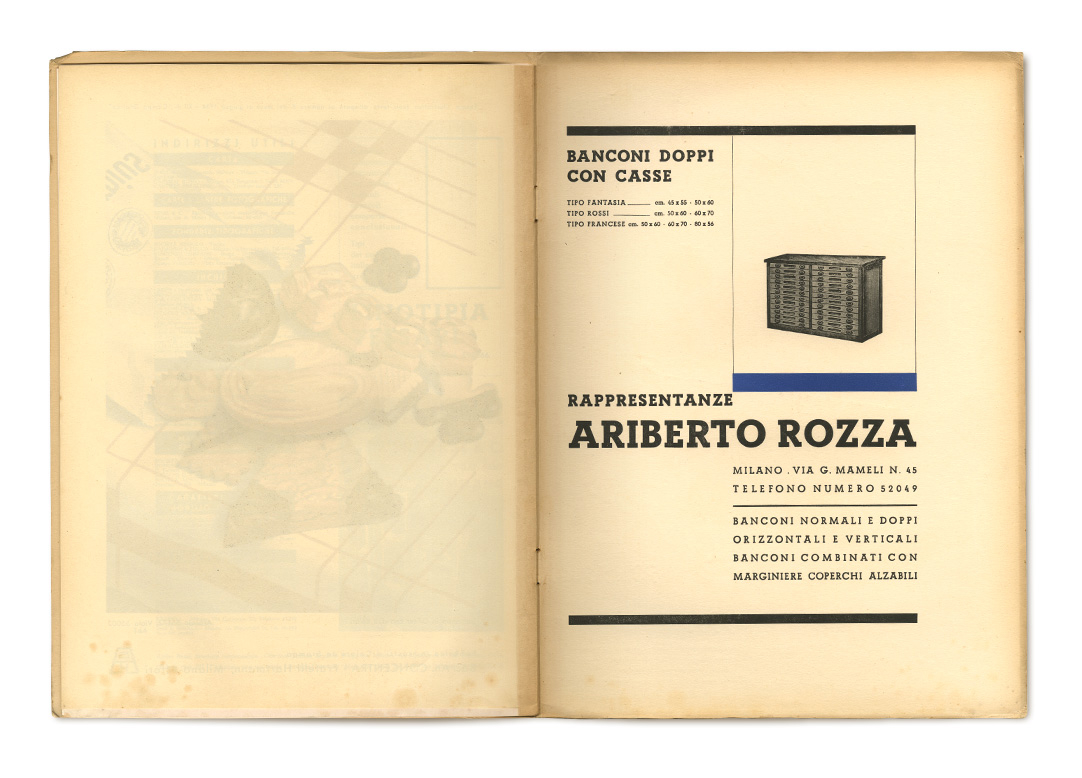 BANCONI DOPPI
CON CASSE
TIPO FANTASIA ______ cm. 45 x 55 - 50 x 60
TIPO ROSSI ______ cm. 50 x 60 - 60 x 70
TIPO FRANCESE cm. 50 x 60 - 60 x 70 - 80 x 56
RAPPRESENTANZE
ARIBERTO ROZZA
MILANO . VIA G. MAMELI N. 45
TELEFONO NUMERO 52049
BANCONI NORMALI E DOPPI
ORIZZONTALI E VERTICALI
BANCONI COMBINATI CON
MARGINIERE COPERCHI ALZABILI